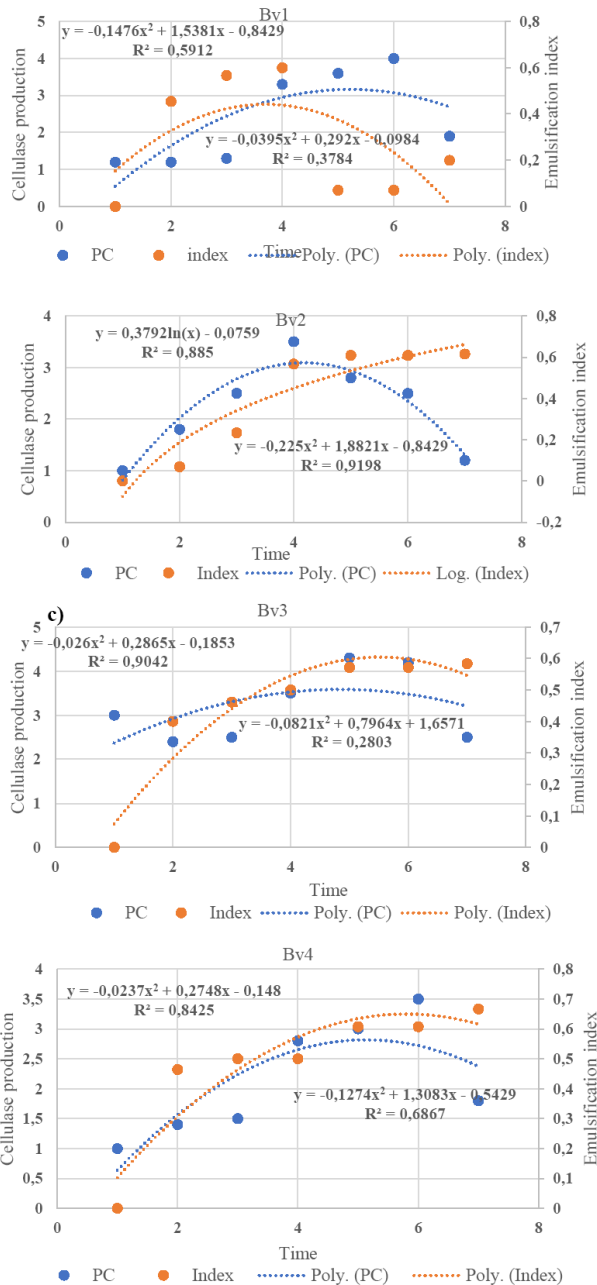 Bv1
y = -0,1476x² + 1,5381x - 0,8429
R² = 0,5912
y = -0,0395x² + 0,292x - 0,0984
R² = 0,3784
Cellulase production
Emulsification index
5
4
3
2
1
0
0,8
0,6
0,4
0,2
0
0 2 4 6 8
Time
PC index Poly. (PC) Poly. (index)
Bv2
y = 0,3792ln(x) - 0,0759
R² = 0,885
y = -0,225x² + 1,8821x - 0,8429
R² = 0,9198
Cellulase production
Emulsification index
4
3
2
1
0
0,8
0,6
0,4
0,2
0
-0,2
0 2 4 6 8
Time
PC Index Poly. (PC) Log. (Index)
c)
Bv3
y = -0,026x² + 0,2865x - 0,1853
R² = 0,9042
y = -0,0821x² + 0,7964x + 1,6571
R² = 0,2803
Cellulase production
Emulsification index
5
4
3
2
1
0
0,7
0,6
0,5
0,4
0,3
0,2
0,1
0
0 2 4 6 8
Time
PC Index Poly. (PC) Poly. (Index)
Bv4
y = -0,0237x² + 0,2748x - 0,148
R² = 0,8425
y = -0,1274x² + 1,3083x - 0,5429
R² = 0,6867
Cellulase production
Emulsification index
4
3,5
3
2,5
2
1,5
1
0,5
0
0,8
0,7
0,6
0,5
0,4
0,3
0,2
0,1
0
0,0 2 4 6 8
Time
PC Index Poly. (PC) Poly. (Index)